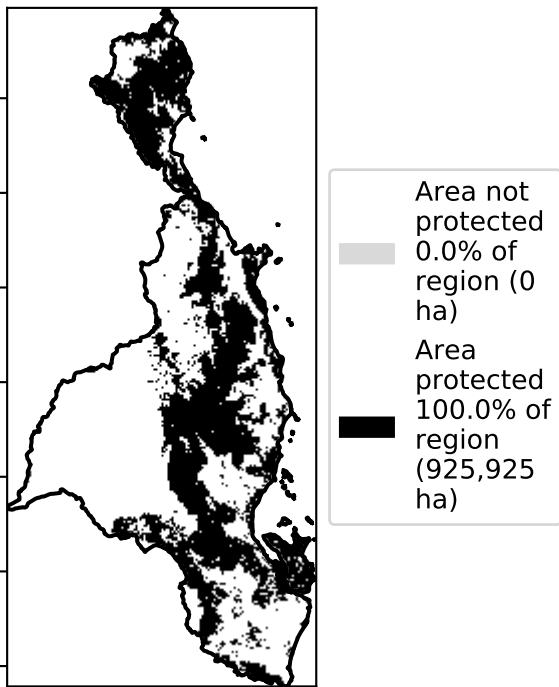 Area not
protected
0.0% of
region (0
ha)
Area
protected
100.0% of
region
(925,925
ha)